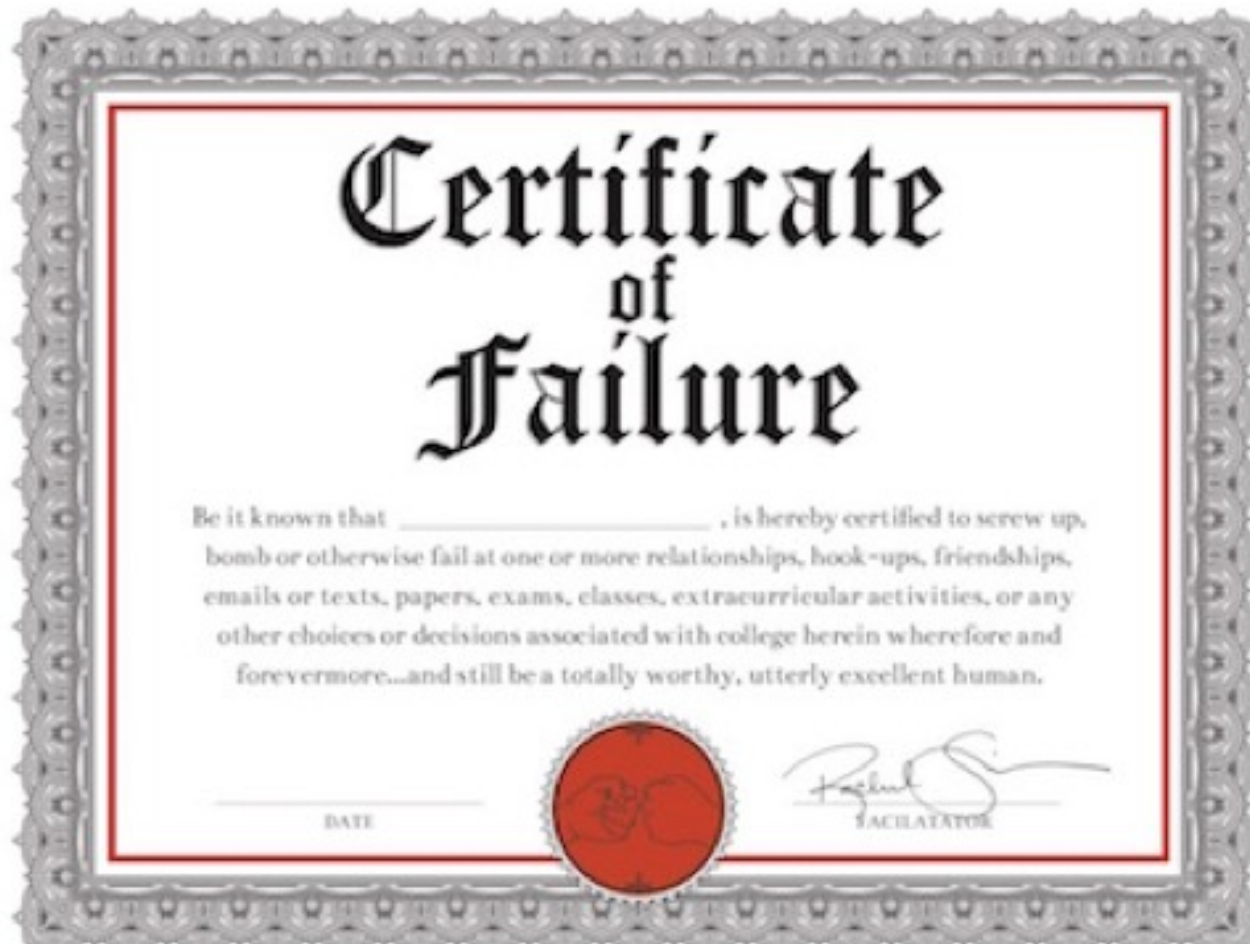 Certificate
of
Failure
Be it known that ____________________ , is hereby certified to screw up,
bomb or otherwise fail at one or more relationships, hook-ups, friendships,
emails or texts, papers, exams, classes, extracurricular activities, or any
other choices or decisions associated with college herein wherefore and
forevermore...and still be a totally worthy, utterly excellent human.
DATE
FACILATATOR